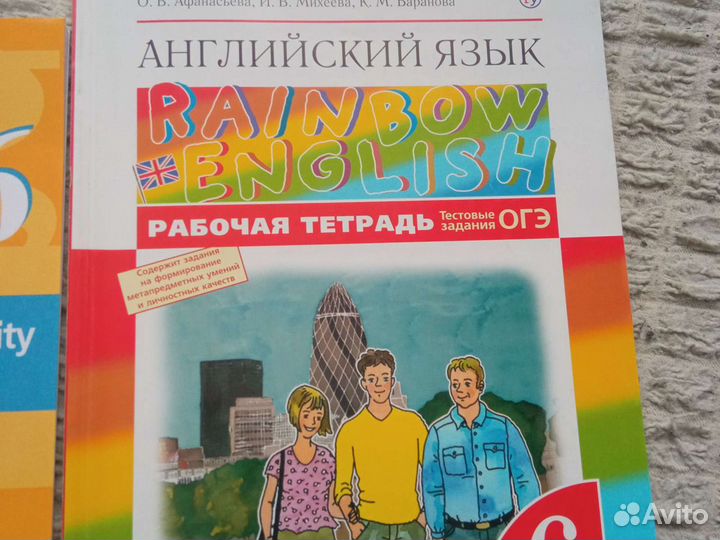 О. В. Афанасьева, И. В. Михеева, К. М. Баранова
АНГЛИЙСКИЙ ЯЗЫК
RAINBOW
ENGLISH
РАБОЧАЯ ТЕТРАДЬ
Тестовые
задания ОГЭ
Содержит задания
на формирование
метапредметных умений
и личностных качеств
6
ity
6
Avito